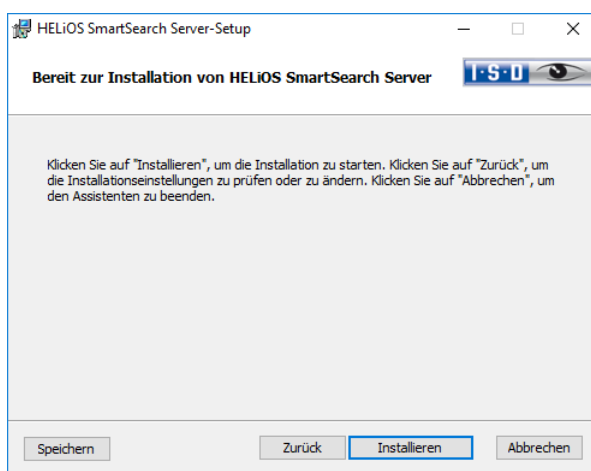 HELiOS SmartSearch Server-Setup
Bereit zur Installation von HELiOS SmartSearch Server
I·S·D
Klicken Sie auf "Installieren", um die Installation zu starten. Klicken Sie auf "Zurück", um
die Installationseinstellungen zu prüfen oder zu ändern. Klicken Sie auf "Abbrechen", um
den Assistenten zu beenden.
Speichern
Zurück
Installieren
Abbrechen